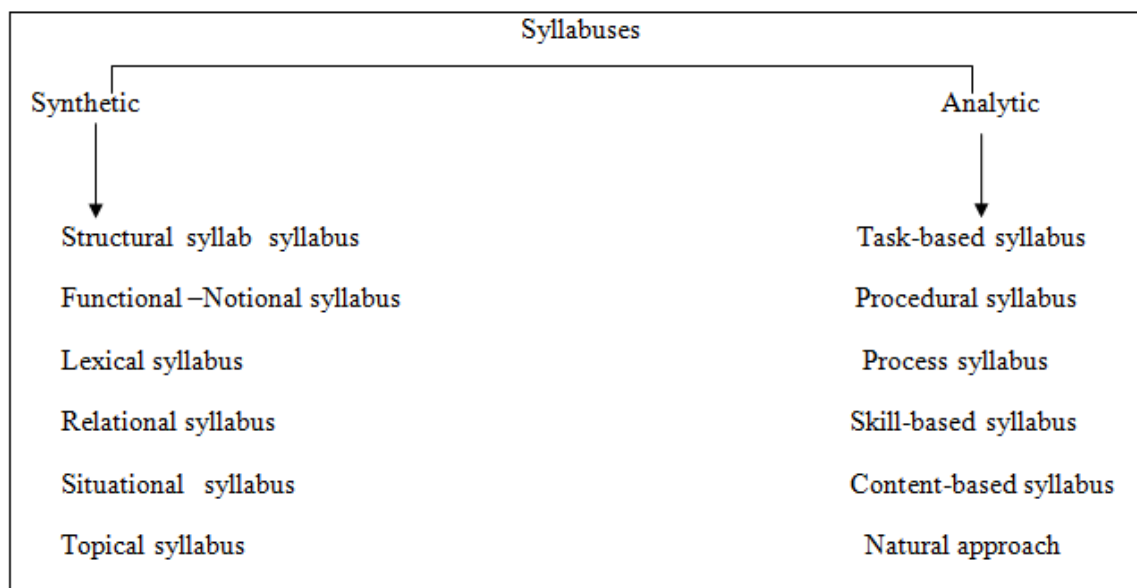 Syllabuses
Synthetic
Analytic
Structural syllab syllabus
Task-based syllabus
Functional –Notional syllabus
Procedural syllabus
Lexical syllabus
Process syllabus
Relational syllabus
Skill-based syllabus
Situational syllabus
Content-based syllabus
Topical syllabus
Natural approach